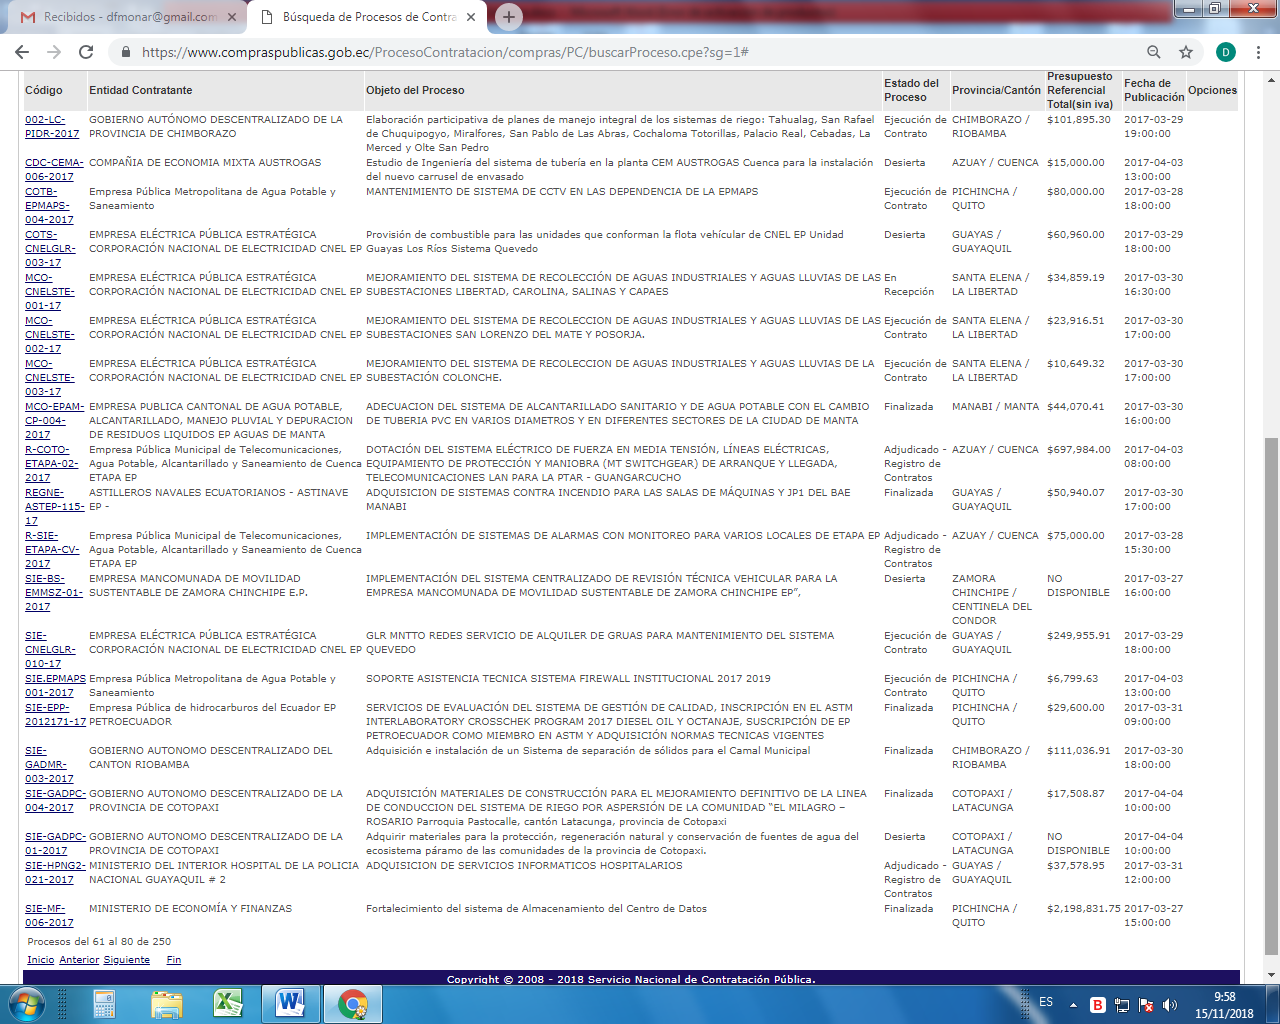 Recibidos - dfmonar@gmail.com
Búsqueda de Procesos de Contra
https://www.compraspublicas.gob.ec/ProcesoContratacion/compras/PC/buscarProceso.cpe?sg=1#
D
Código Entidad Contratante Objeto del Proceso Estado del Proceso Provincia/Cantón Presupuesto Referencial Total(sin iva) Fecha de Publicación Opciones
002-LC-PIDR-2017 GOBIERNO AUTÓNOMO DESCENTRALIZADO DE LA PROVINCIA DE CHIMBORAZO Elaboración participativa de planes de manejo integral de los sistemas de riego: Tahualag, San Rafael de Chuquipogyo, Miralfores, San Pablo de Las Abras, Cochaloma Totorillas, Palacio Real, Cebadas, La Merced y Olte San Pedro Ejecución de Contrato CHIMBORAZO / RIOBAMBA $101,895.30 2017-03-29 19:00:00
CDC-CEMA-006-2017 COMPAÑIA DE ECONOMIA MIXTA AUSTROGAS Estudio de Ingeniería del sistema de tubería en la planta CEM AUSTROGAS Cuenca para la instalación del nuevo carrusel de envasado Desierta AZUAY / CUENCA $15,000.00 2017-04-03 13:00:00
COTB-EPMAPS-004-2017 Empresa Pública Metropolitana de Agua Potable y Saneamiento MANTENIMIENTO DE SISTEMA DE CCTV EN LAS DEPENDENCIA DE LA EPMAPS Ejecución de Contrato PICHINCHA / QUITO $80,000.00 2017-03-28 18:00:00
COTS-CNELGLR-003-17 EMPRESA ELÉCTRICA PÚBLICA ESTRATÉGICA CORPORACIÓN NACIONAL DE ELECTRICIDAD CNEL EP Provisión de combustible para las unidades que conforman la flota vehícular de CNEL EP Unidad Guayas Los Ríos Sistema Quevedo Desierta GUAYAS / GUAYAQUIL $60,960.00 2017-03-29 18:00:00
MCO-CNELSTE-001-17 EMPRESA ELÉCTRICA PÚBLICA ESTRATÉGICA CORPORACIÓN NACIONAL DE ELECTRICIDAD CNEL EP MEJORAMIENTO DEL SISTEMA DE RECOLECCIÓN DE AGUAS INDUSTRIALES Y AGUAS LLUVIAS DE LAS SUBESTACIONES LIBERTAD, CAROLINA, SALINAS Y CAPAES En Recepción SANTA ELENA / LA LIBERTAD $34,859.19 2017-03-30 16:30:00
MCO-CNELSTE-002-17 EMPRESA ELÉCTRICA PÚBLICA ESTRATÉGICA CORPORACIÓN NACIONAL DE ELECTRICIDAD CNEL EP MEJORAMIENTO DEL SISTEMA DE RECOLECCION DE AGUAS INDUSTRIALES Y AGUAS LLUVIAS DE LAS SUBESTACIONES SAN LORENZO DEL MATE Y POSORJA. Ejecución de Contrato SANTA ELENA / LA LIBERTAD $23,916.51 2017-03-30 17:00:00
MCO-CNELSTE-003-17 EMPRESA ELÉCTRICA PÚBLICA ESTRATÉGICA CORPORACIÓN NACIONAL DE ELECTRICIDAD CNEL EP MEJORAMIENTO DEL SISTEMA DE RECOLECCION DE AGUAS INDUSTRIALES Y AGUAS LLUVIAS DE LA SUBESTACIÓN COLONCHE. Ejecución de Contrato SANTA ELENA / LA LIBERTAD $10,649.32 2017-03-30 17:00:00
MCO-EPAM-CP-004-2017 EMPRESA PUBLICA CANTONAL DE AGUA POTABLE, ALCANTARILLADO, MANEJO PLUVIAL Y DEPURACION DE RESIDUOS LIQUIDOS EP AGUAS DE MANTA ADECUACION DEL SISTEMA DE ALCANTARILLADO SANITARIO Y DE AGUA POTABLE CON EL CAMBIO DE TUBERIA PVC EN VARIOS DIAMETROS Y EN DIFERENTES SECTORES DE LA CIUDAD DE MANTA Finalizada MANABI / MANTA $44,070.41 2017-03-30 16:00:00
R-COTO-ETAPA-02-2017 Empresa Pública Municipal de Telecomunicaciones, Agua Potable, Alcantarillado y Saneamiento de Cuenca ETAPA EP DOTACIÓN DEL SISTEMA ELÉCTRICO DE FUERZA EN MEDIA TENSIÓN, LÍNEAS ELÉCTRICAS, EQUIPAMIENTO DE PROTECCIÓN Y MANIOBRA (MT SWITCHGEAR) DE ARRANQUE Y LLEGADA, TELECOMUNICACIONES LAN PARA LA PTAR - GUANGARCUCHO Adjudicado - Registro de Contratos AZUAY / CUENCA $697,984.00 2017-04-03 08:00:00
REGNE-ASTEP-115-17 ASTILLEROS NAVALES ECUATORIANOS - ASTINAVE EP - ADQUISICION DE SISTEMAS CONTRA INCENDIO PARA LAS SALAS DE MÁQUINAS Y JP1 DEL BAE MANABI Finalizada GUAYAS / GUAYAQUIL $50,940.07 2017-03-30 17:00:00
R-SIE-ETAPA-CV-2017 Empresa Pública Municipal de Telecomunicaciones, Agua Potable, Alcantarillado y Saneamiento de Cuenca ETAPA EP IMPLEMENTACIÓN DE SISTEMAS DE ALARMAS CON MONITOREO PARA VARIOS LOCALES DE ETAPA EP Adjudicado - Registro de Contratos AZUAY / CUENCA $75,000.00 2017-03-28 15:30:00
SIE-BS-EMMSZ-01-2017 EMPRESA MANCOMUNADA DE MOVILIDAD SUSTENTABLE DE ZAMORA CHINCHIPE E.P. IMPLEMENTACIÓN DEL SISTEMA CENTRALIZADO DE REVISIÓN TÉCNICA VEHICULAR PARA LA EMPRESA MANCOMUNADA DE MOVILIDAD SUSTENTABLE DE ZAMORA CHINCHIPE EP”, Desierta ZAMORA CHINCHIPE / CENTINELA DEL CONDOR NO DISPONIBLE 2017-03-27 16:00:00
SIE-CNELGLR-010-17 EMPRESA ELÉCTRICA PÚBLICA ESTRATÉGICA CORPORACIÓN NACIONAL DE ELECTRICIDAD CNEL EP GLR MNTTO REDES SERVICIO DE ALQUILER DE GRUAS PARA MANTENIMIENTO DEL SISTEMA QUEVEDO Ejecución de Contrato GUAYAS / GUAYAQUIL $249,955.91 2017-03-29 18:00:00
SIE.EPMAPS 001-2017 Empresa Pública Metropolitana de Agua Potable y Saneamiento SOPORTE ASISTENCIA TECNICA SISTEMA FIREWALL INSTITUCIONAL 2017 2019 Ejecución de Contrato PICHINCHA / QUITO $6,799.63 2017-04-03 13:00:00
SIE-EPP-2012171-17 Empresa Pública de hidrocarburos del Ecuador EP PETROECUADOR SERVICIOS DE EVALUACIÓN DEL SISTEMA DE GESTIÓN DE CALIDAD, INSCRIPCIÓN EN EL ASTM INTERLABORATORY CROSSCHEK PROGRAM 2017 DIESEL OIL Y OCTANAJE, SUSCRIPCIÓN DE EP PETROECUADOR COMO MIEMBRO EN ASTM Y ADQUISICIÓN NORMAS TECNICAS VIGENTES Finalizada PICHINCHA / QUITO $29,600.00 2017-03-31 09:00:00
SIE-GADMR-003-2017 GOBIERNO AUTONOMO DESCENTRALIZADO DEL CANTON RIOBAMBA Adquisición e instalación de un Sistema de separación de sólidos para el Camal Municipal Finalizada CHIMBORAZO / RIOBAMBA $111,036.91 2017-03-30 18:00:00
SIE-GADPC-004-2017 GOBIERNO AUTONOMO DESCENTRALIZADO DE LA PROVINCIA DE COTOPAXI ADQUISICIÓN MATERIALES DE CONSTRUCCIÓN PARA EL MEJORAMIENTO DEFINITIVO DE LA LINEA DE CONDUCCION DEL SISTEMA DE RIEGO POR ASPERSIÓN DE LA COMUNIDAD “EL MILAGRO – ROSARIO Parroquia Pastocalle, cantón Latacunga, provincia de Cotopaxi Finalizada COTOPAXI / LATACUNGA $17,508.87 2017-04-04 10:00:00
SIE-GADPC-01-2017 GOBIERNO AUTONOMO DESCENTRALIZADO DE LA PROVINCIA DE COTOPAXI Adquirir materiales para la protección, regeneración natural y conservación de fuentes de agua del ecosistema páramo de las comunidades de la provincia de Cotopaxi. Desierta COTOPAXI / LATACUNGA NO DISPONIBLE 2017-04-04 10:00:00
SIE-HPNG2-021-2017 MINISTERIO DEL INTERIOR HOSPITAL DE LA POLICIA NACIONAL GUAYAQUIL # 2 ADQUISICION DE SERVICIOS INFORMATICOS HOSPITALARIOS Adjudicado - Registro de Contratos GUAYAS / GUAYAQUIL $37,578.95 2017-03-31 12:00:00
SIE-MF-006-2017 MINISTERIO DE ECONOMÍA Y FINANZAS Fortalecimiento del sistema de Almacenamiento del Centro de Datos Finalizada PICHINCHA / QUITO $2,198,831.75 2017-03-27 15:00:00
Procesos del 61 al 80 de 250
Inicio Anterior Siguiente Fin
Copyright © 2008 - 2018 Servicio Nacional de Contratación Pública.
ES
9:58
15/11/2018